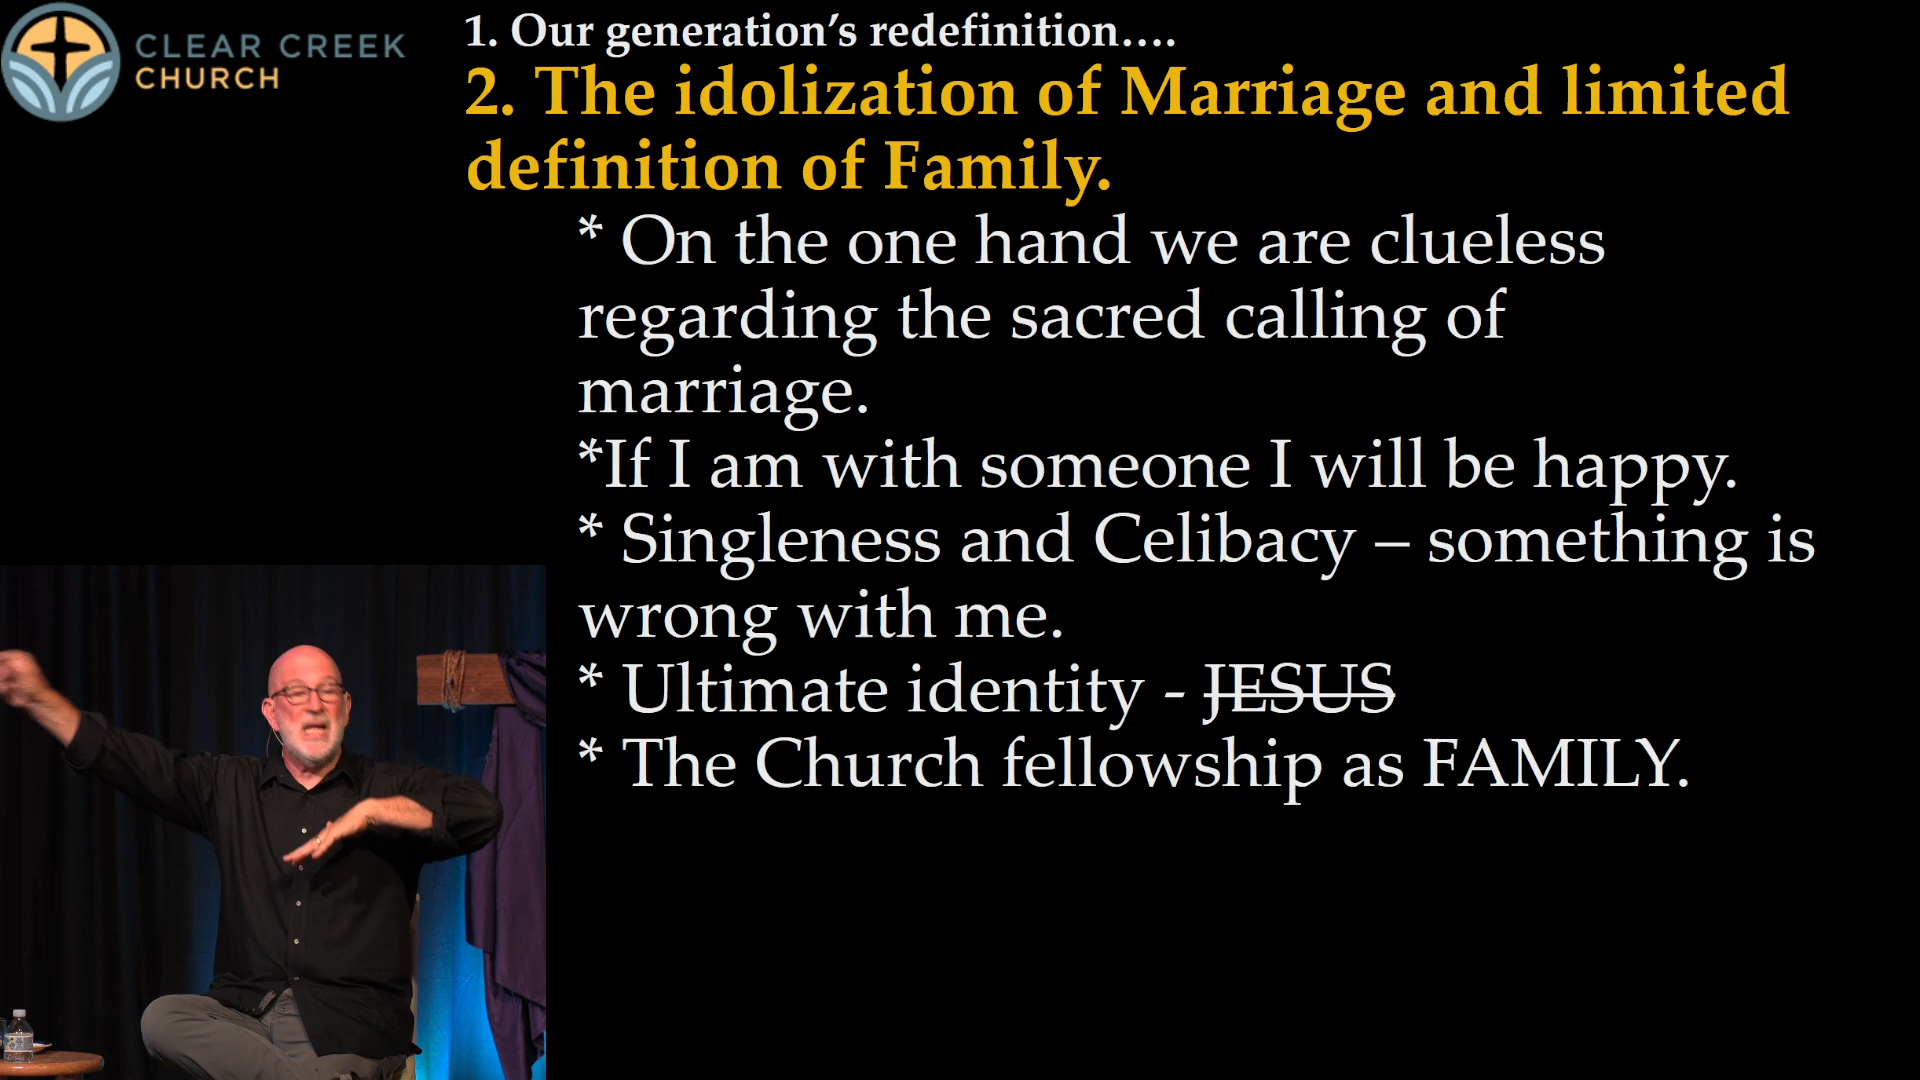 CLEAR CREEK
CHURCH
1. Our generation’s redefinition….
2. The idolization of Marriage and limited
definition of Family.
* On the one hand we are clueless
regarding the sacred calling of
marriage.
*If I am with someone I will be happy.
* Singleness and Celibacy – something is
wrong with me.
* Ultimate identity - JESUS
* The Church fellowship as FAMILY.